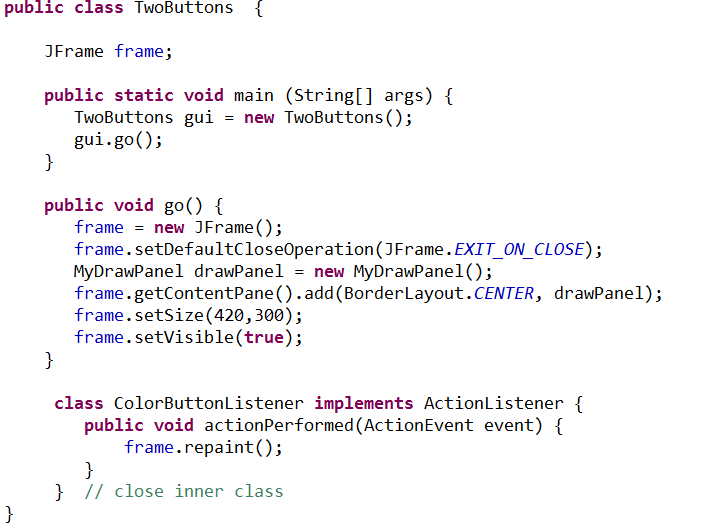 public class TwoButtons  {
JFrame frame;
public static void main (String[] args) {
TwoButtons gui = new TwoButtons();
gui.go();
}
public void go() {
frame = new JFrame();
frame.setDefaultCloseOperation(JFrame.EXIT_ON_CLOSE);
MyDrawPanel drawPanel = new MyDrawPanel();
frame.getContentPane().add(BorderLayout.CENTER, drawPanel);
frame.setSize(420,300);
frame.setVisible(true);
}
class ColorButtonListener implements ActionListener {
public void actionPerformed(ActionEvent event) {
frame.repaint();
}
}  // close inner class
}